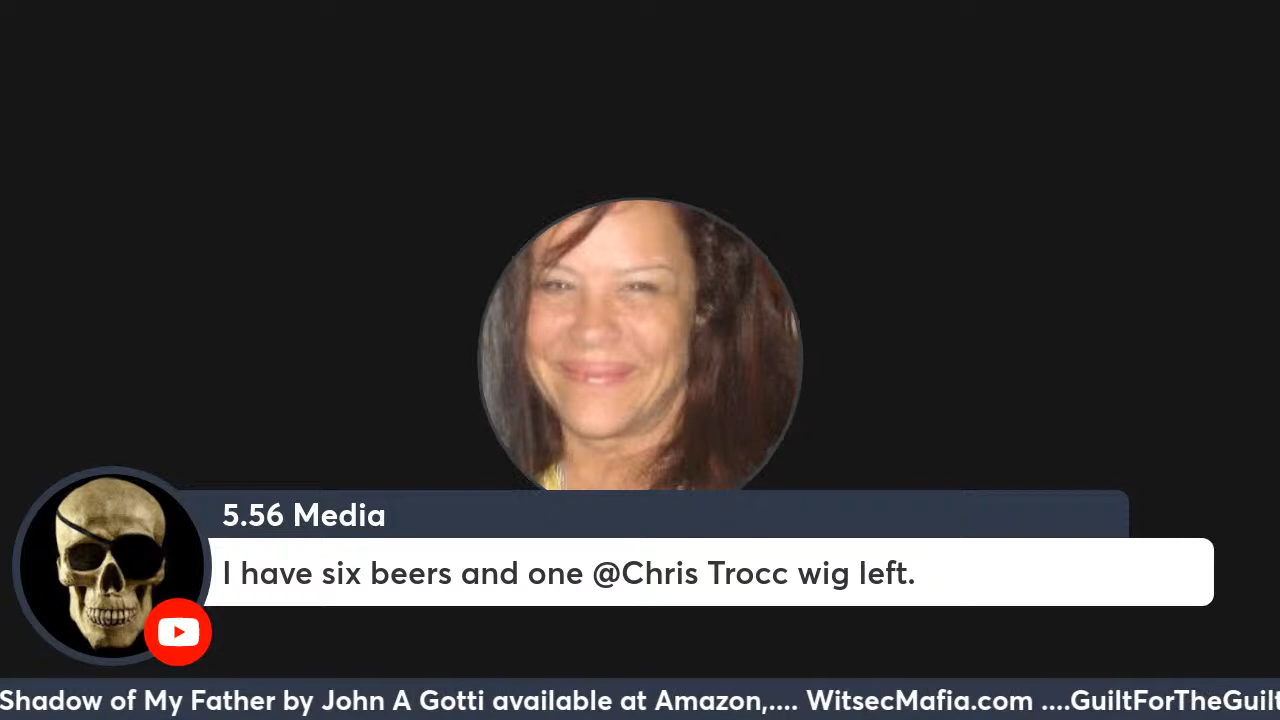 5.56 Media
I have six beers and one @Chris Trocc wig left.
Shadow of My Father by John A Gotti available at Amazon,.... WitsecMafia.com ....GuiltForTheGuilt